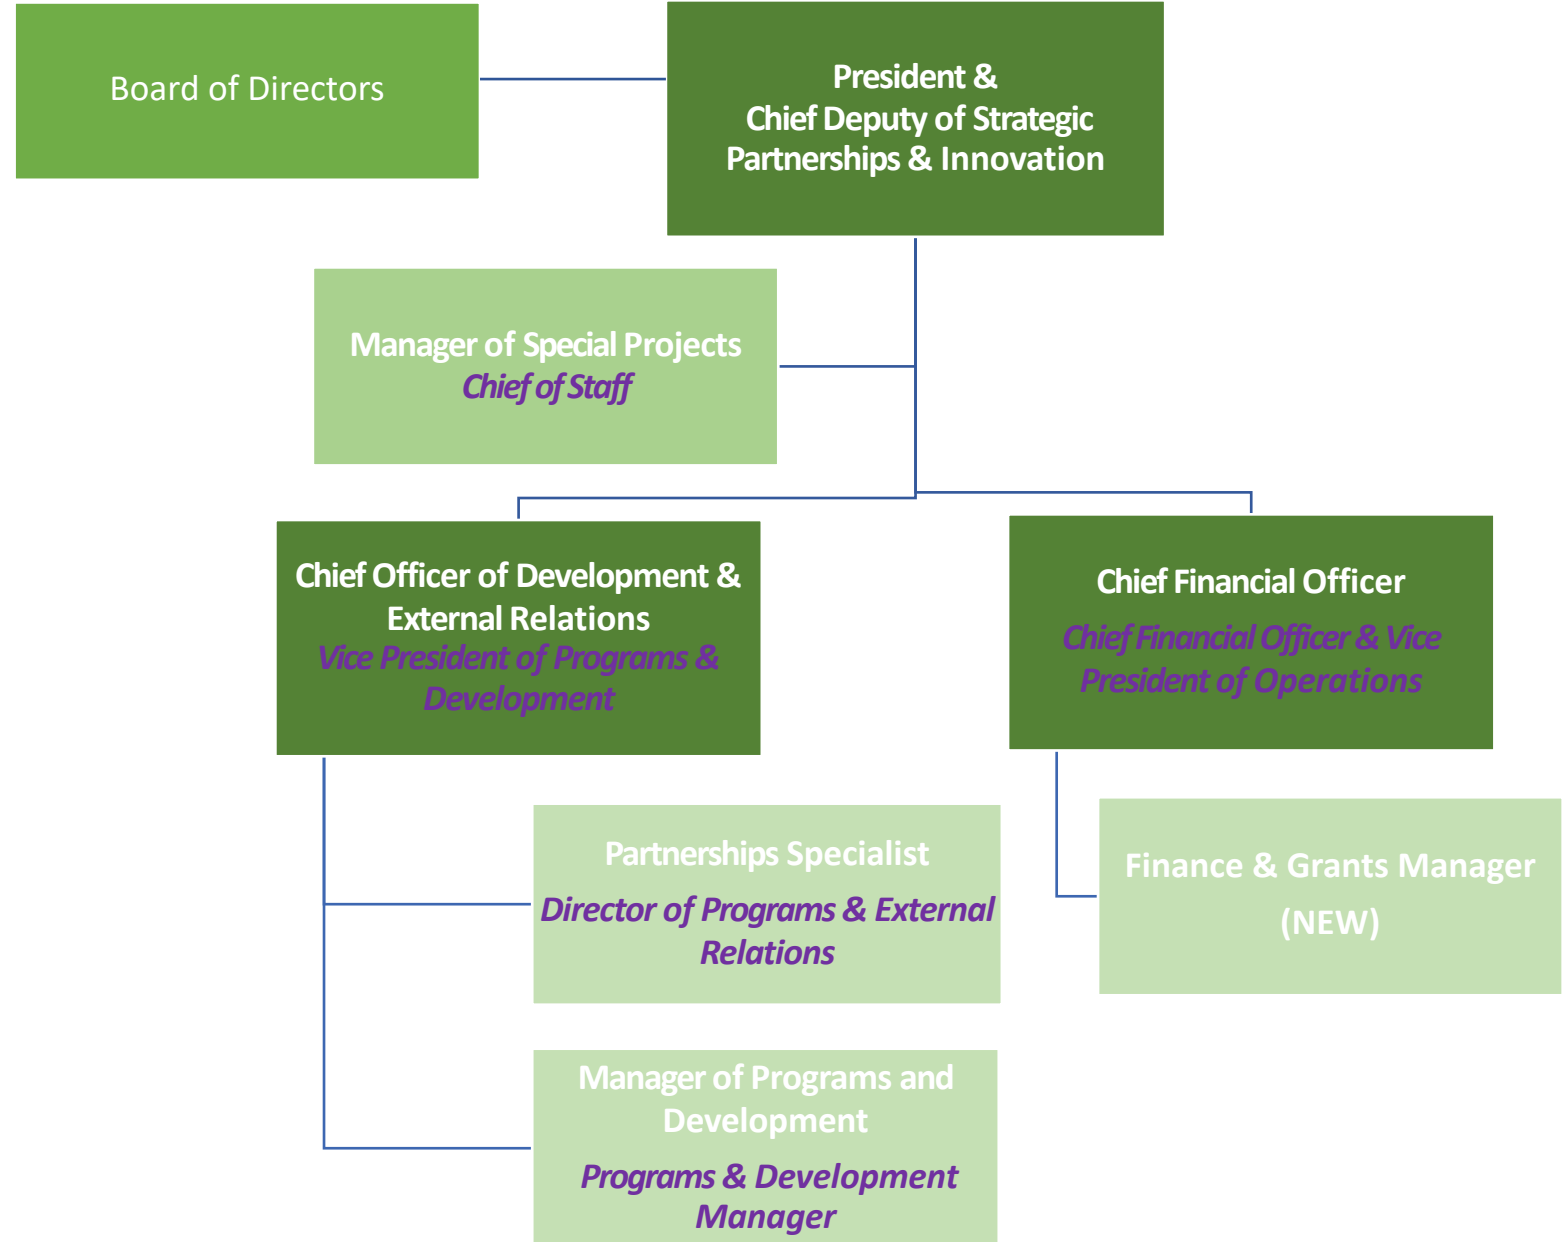 Board of Directors
President &
Chief Deputy of Strategic
Partnerships & Innovation
Manager of Special Projects
Chief of Staff
Chief Officer of Development &
External Relations
Vice President of Programs &
Development
Chief Financial Officer
Chief Financial Officer & Vice
President of Operations
Partnerships Specialist
Director of Programs & External
Relations
Finance & Grants Manager
(NEW)
Manager of Programs and
Development
Programs & Development
Manager